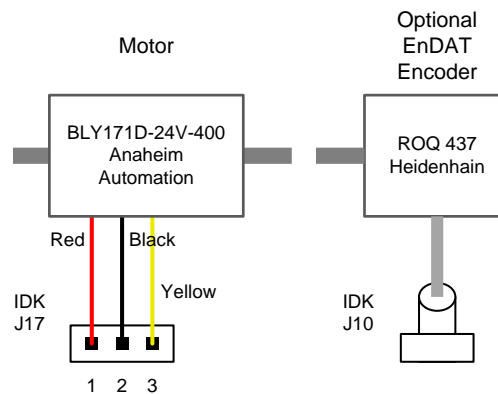 Motor
BLY171D-24V-400
Anaheim
Automation
Red
Black
Yellow
IDK
J17
1 2 3
Optional
EnDAT
Encoder
ROQ 437
Heidenhain
IDK
J10